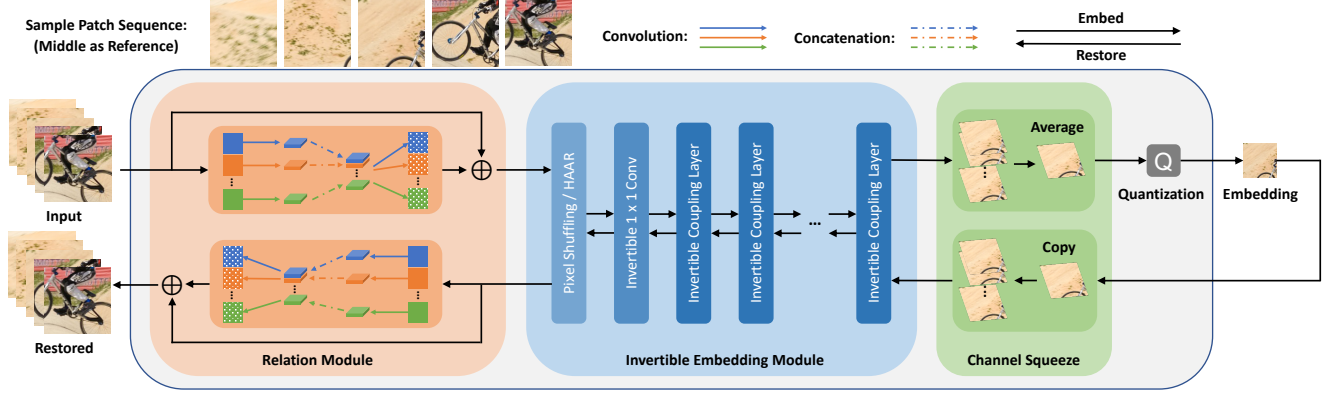 Sample Patch Sequence:
(Middle as Reference)
Convolution:
Concatenation:
Embed
Restore
Input
Restored
Relation Module
Pixel Shuffling / HAAR
Invertible 1 x 1 Conv
Invertible Coupling Layer
Invertible Coupling Layer
...
Invertible Coupling Layer
Invertible Embedding Module
Average
Copy
Channel Squeeze
Q
Quantization
Embedding